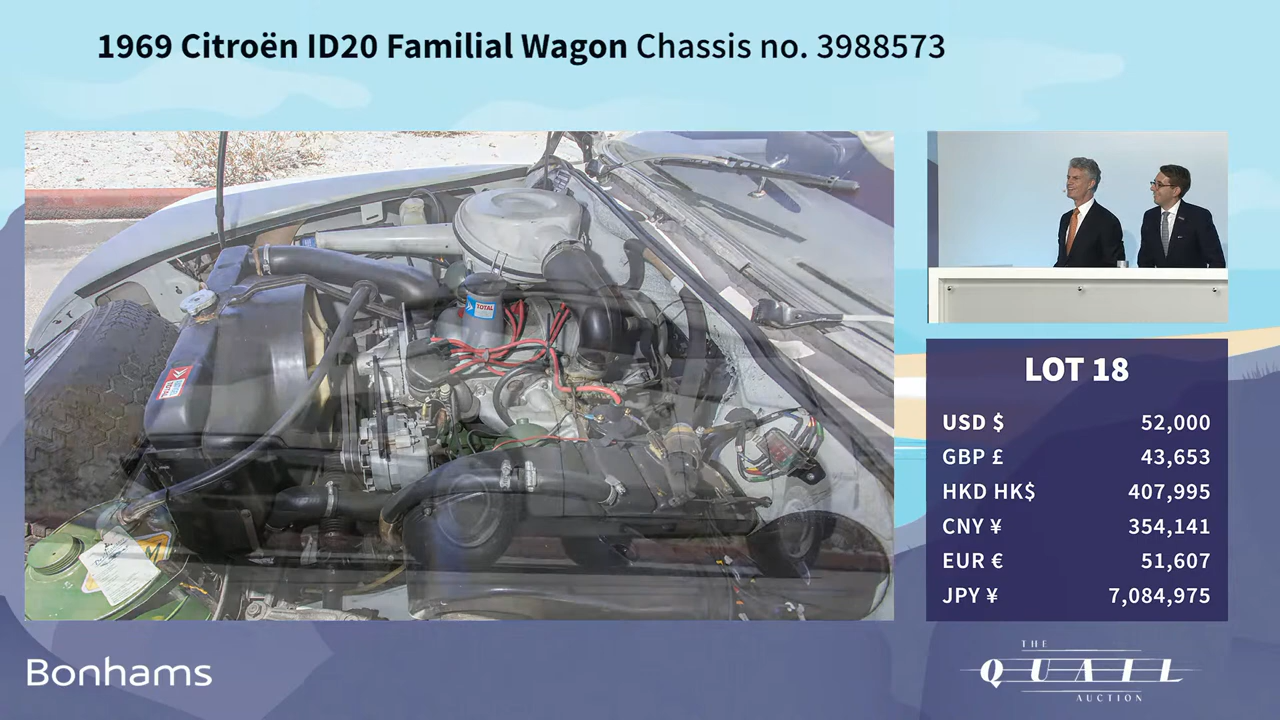 1969 Citroën ID20 Familial Wagon Chassis no. 3988573
TOTAL
LOT 18
USD $ 52,000
GBP £ 43,653
HKD HK$ 407,995
CNY ¥ 354,141
EUR € 51,607
JPY ¥ 7,084,975
Bonhams
THE
QUAIL
AUCTION